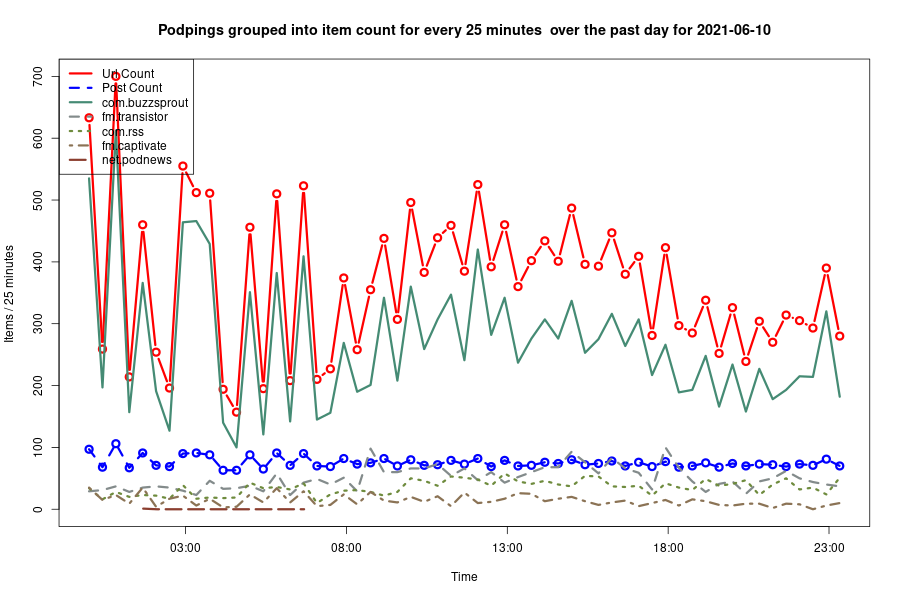 Podpings grouped into item count for every 25 minutes  over the past day for 2021-06-10
Url Count
Post Count
com.buzzsprout
fm.transistor
com.rss
fm.captivate
net.podnews
Items / 25 minutes
700
600
500
400
300
200
100
0
03:00
08:00
13:00
18:00
23:00
Time